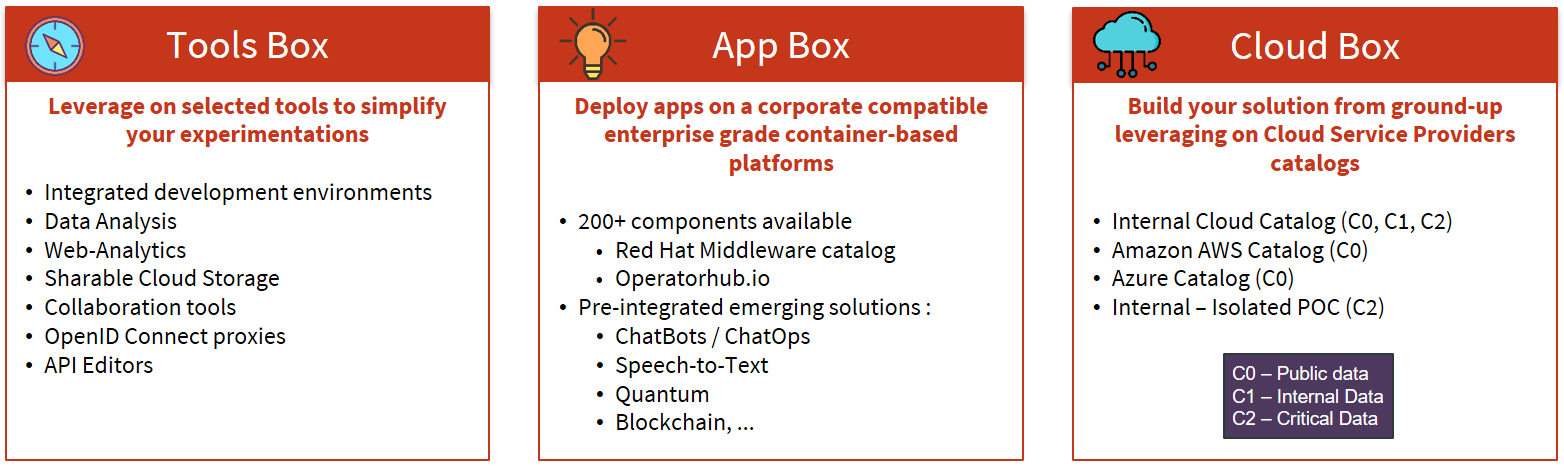 Tools Box
Leverage on selected tools to simplify
your experimentations
• Integrated development environments
• Data Analysis
• Web-Analytics
• Sharable Cloud Storage
• Collaboration tools
• OpenID Connect proxies
• API Editors
App Box
Deploy apps on a corporate compatible
enterprise grade container-based
platforms
• 200+ components available
• Red Hat Middleware catalog
• Operatorhub.io
• Pre-integrated emerging solutions :
• ChatBots / ChatOps
• Speech-to-Text
• Quantum
• Blockchain, ...
Cloud Box
Build your solution from ground-up
leveraging on Cloud Service Providers
catalogs
• Internal Cloud Catalog (C0, C1, C2)
• Amazon AWS Catalog (C0)
• Azure Catalog (C0)
• Internal – Isolated POC (C2)
C0 – Public data
C1 – Internal Data
C2 – Critical Data